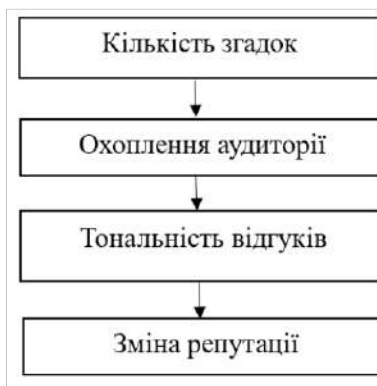 Кількість згадок
Охоплення аудиторії
Тональність відгуків
Зміна репутації